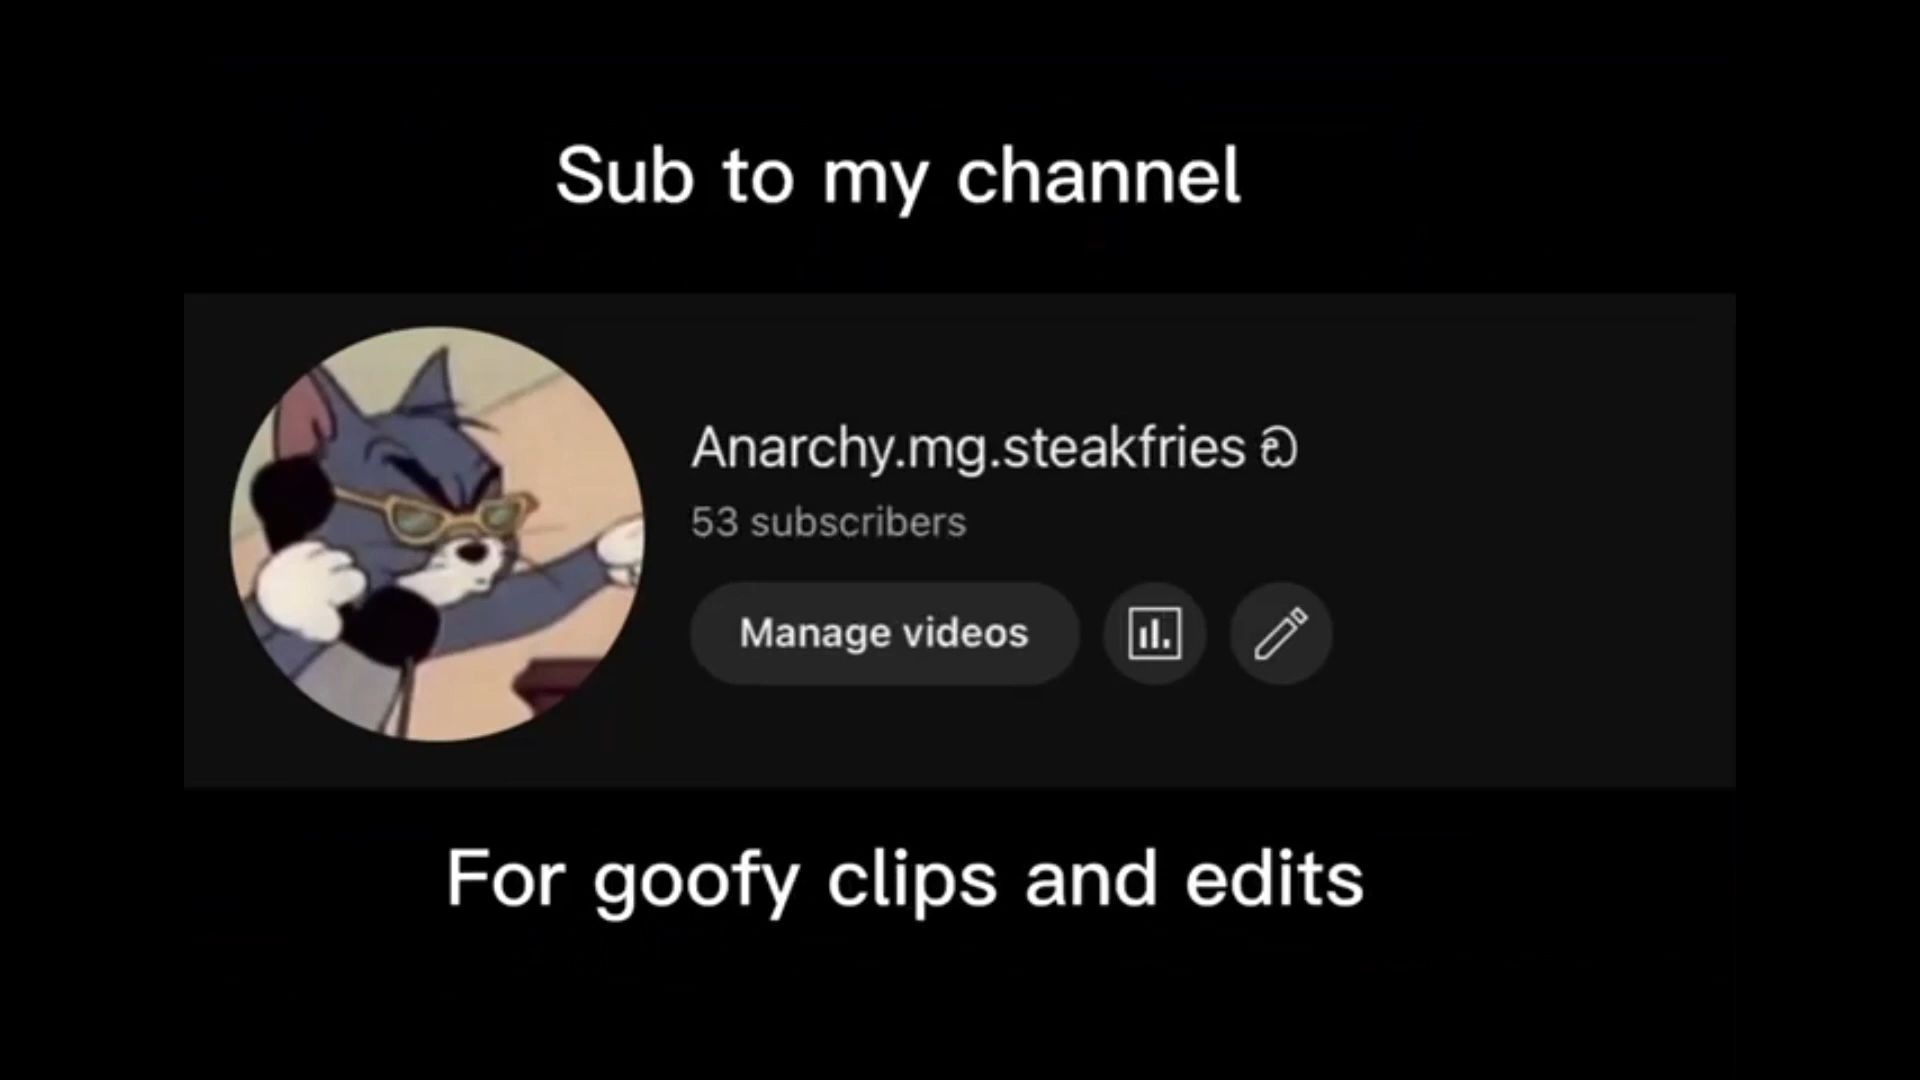 Sub to my channel
Anarchy.mg.steakfries ඬ
53 subscribers
Manage videos
For goofy clips and edits